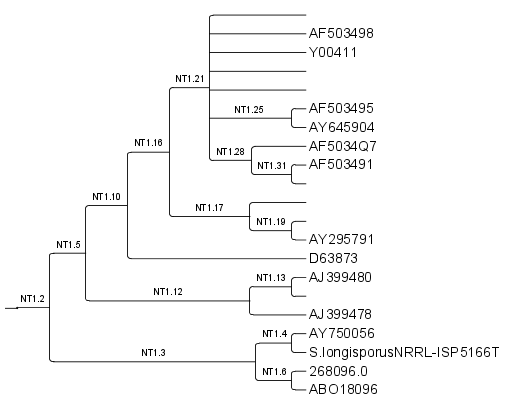 AF503498
Y00411
NT1.21
AF503495
NT1.25
AY645904
NT1.16
AF5034Q7
NT1.28
AF503491
NT1.31
NT1.10
NT1.17
NT1.19
AY295791
NT1.5
D63873
NT1.13
AJ399480
NT1.12
NT1.2
AJ399478
NT1.4
AY750056
NT1.3
S.longisporusNRRL-ISP5166T
NT1.6
268096.0
ABO18096